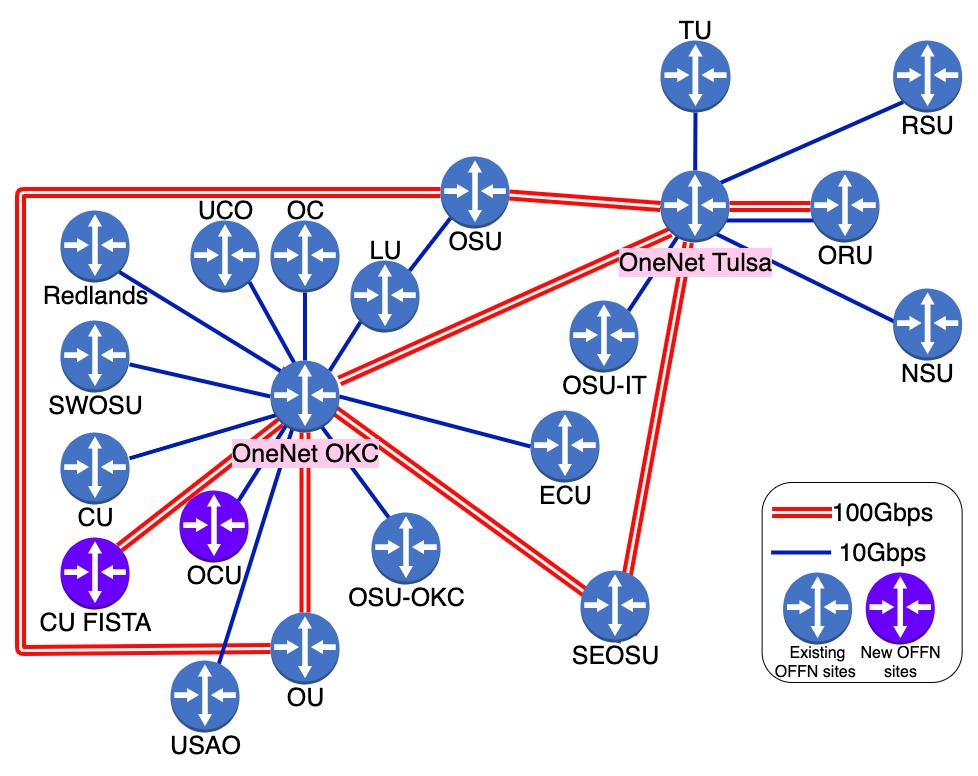 TU
RSU
OSU
ORU
OneNet Tulsa
UCO
OC
LU
Redlands
OSU-IT
NSU
SWOSU
OneNet OKC
ECU
CU
OCU
OSU-OKC
CU FISTA
SEOSU
OU
USAO
100Gbps
10Gbps
Existing
OFFN sites
New OFFN
sites